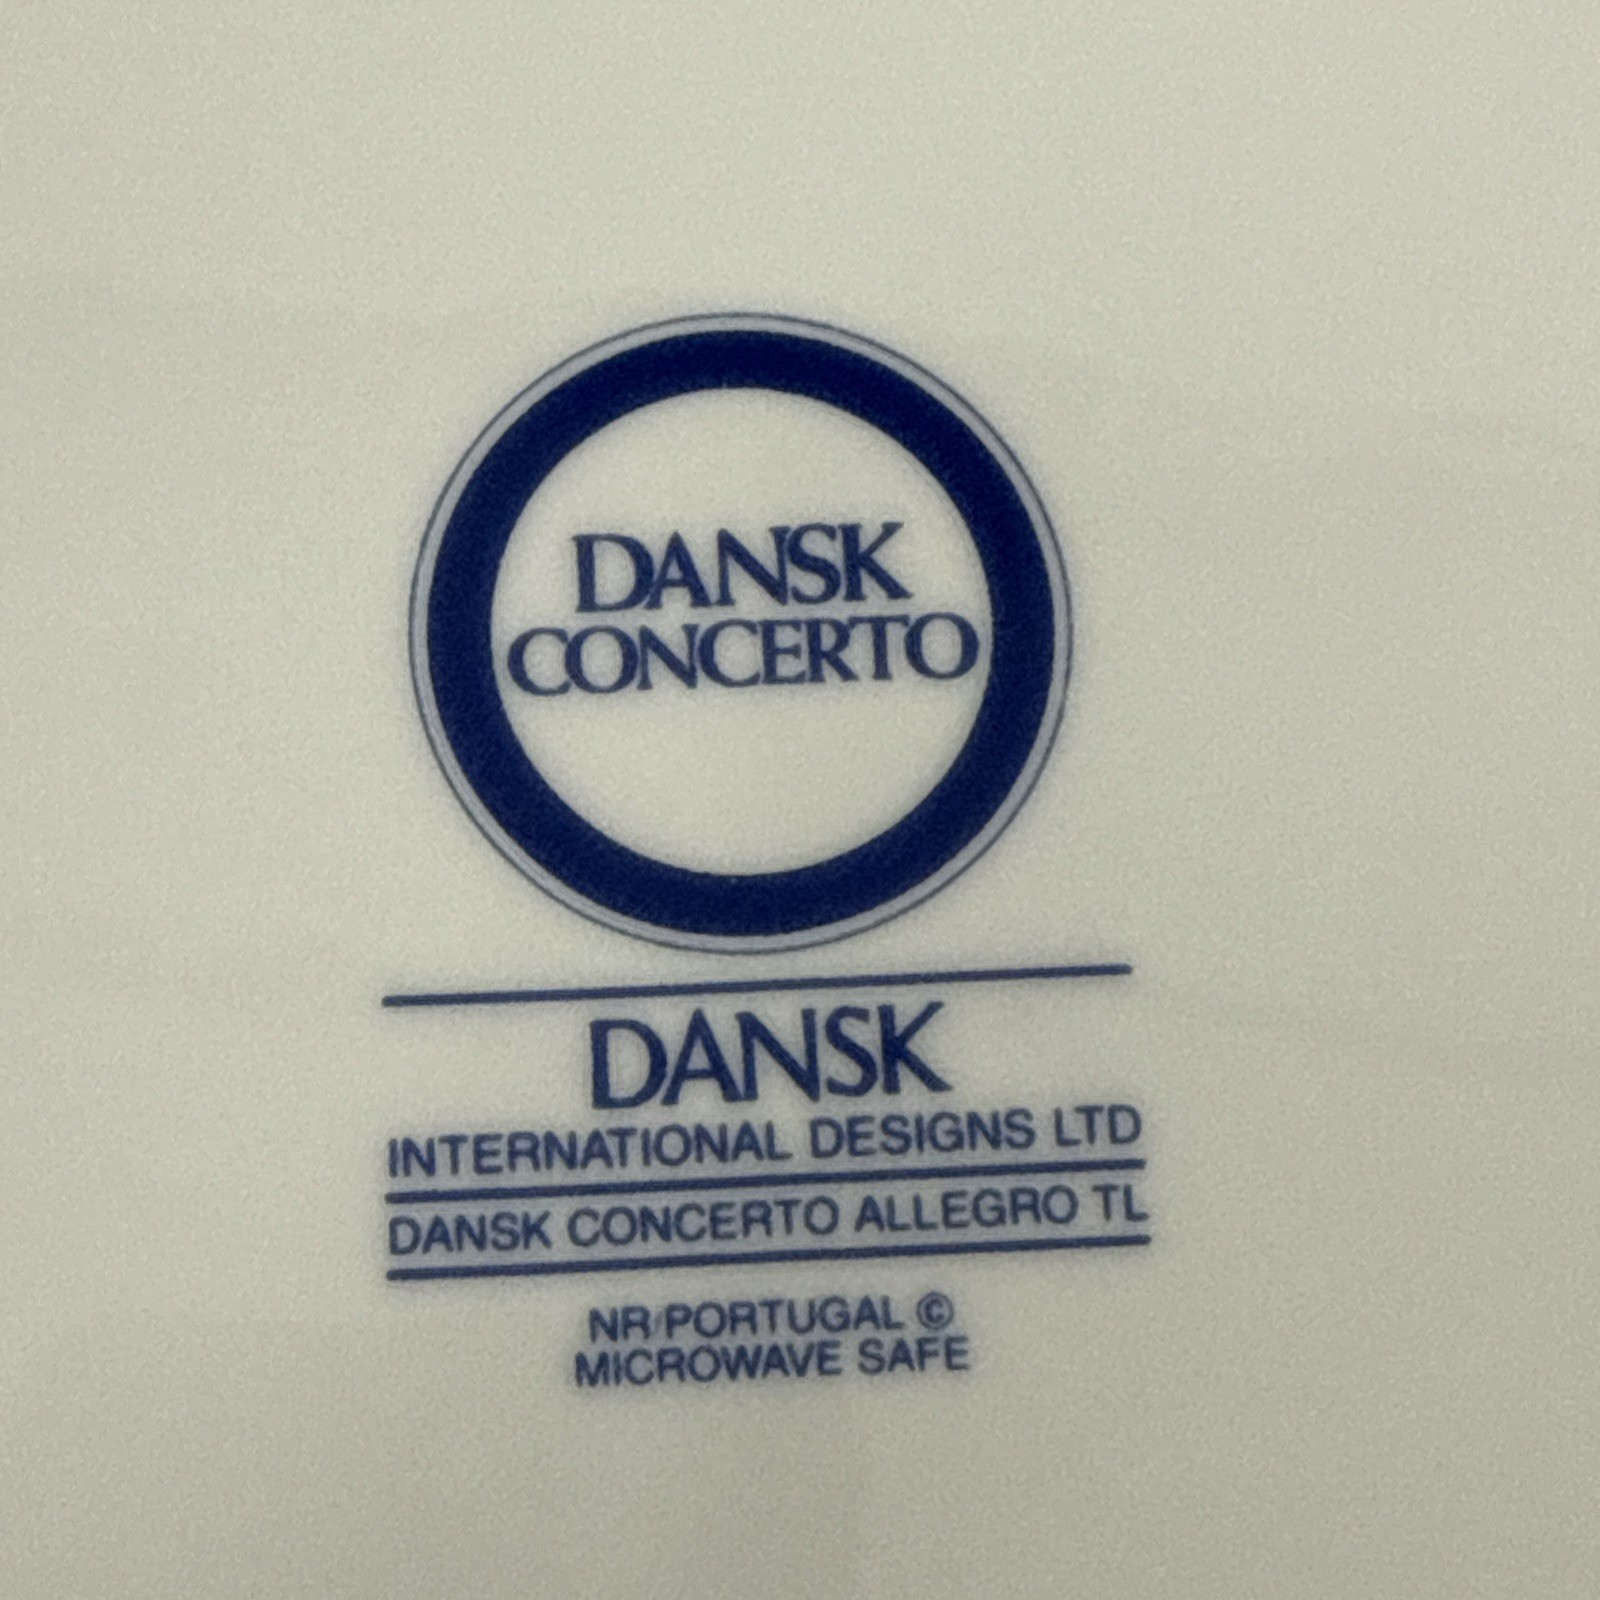 DANSK
CONCERTO
DANSK
INTERNATIONAL DESIGNS LTD
DANSK CONCERTO ALLEGRO TL
NR/PORTUGAL ©
MICROWAVE SAFE